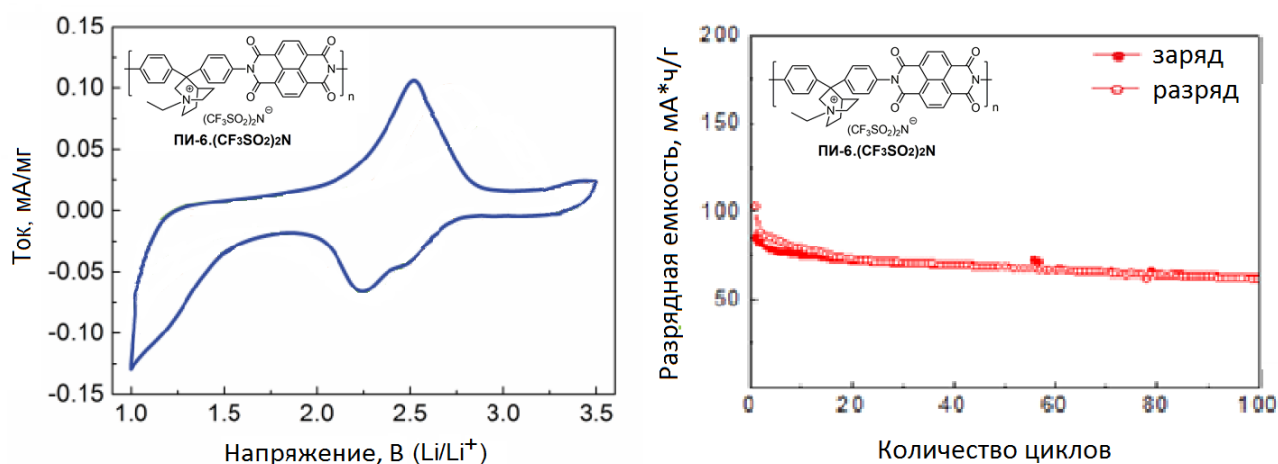 Ток, мА/мг
0.15
0.10
0.05
0.00
-0.05
-0.10
-0.15
1.0 1.5 2.0 2.5 3.0 3.5
Напряжение, В (Li/Li⁺)
O O
N N
O O
n
N
⊕
(CF₃SO₂)₂N⊖
ПИ-6.(CF₃SO₂)₂N
Разрядная емкость, мА*ч/г
200
150
100
50
0 20 40 60 80 100
Количество циклов
O O
N N
O O
n
N
⊕
(CF₃SO₂)₂N⊖
ПИ-6.(CF₃SO₂)₂N
заряд
разряд